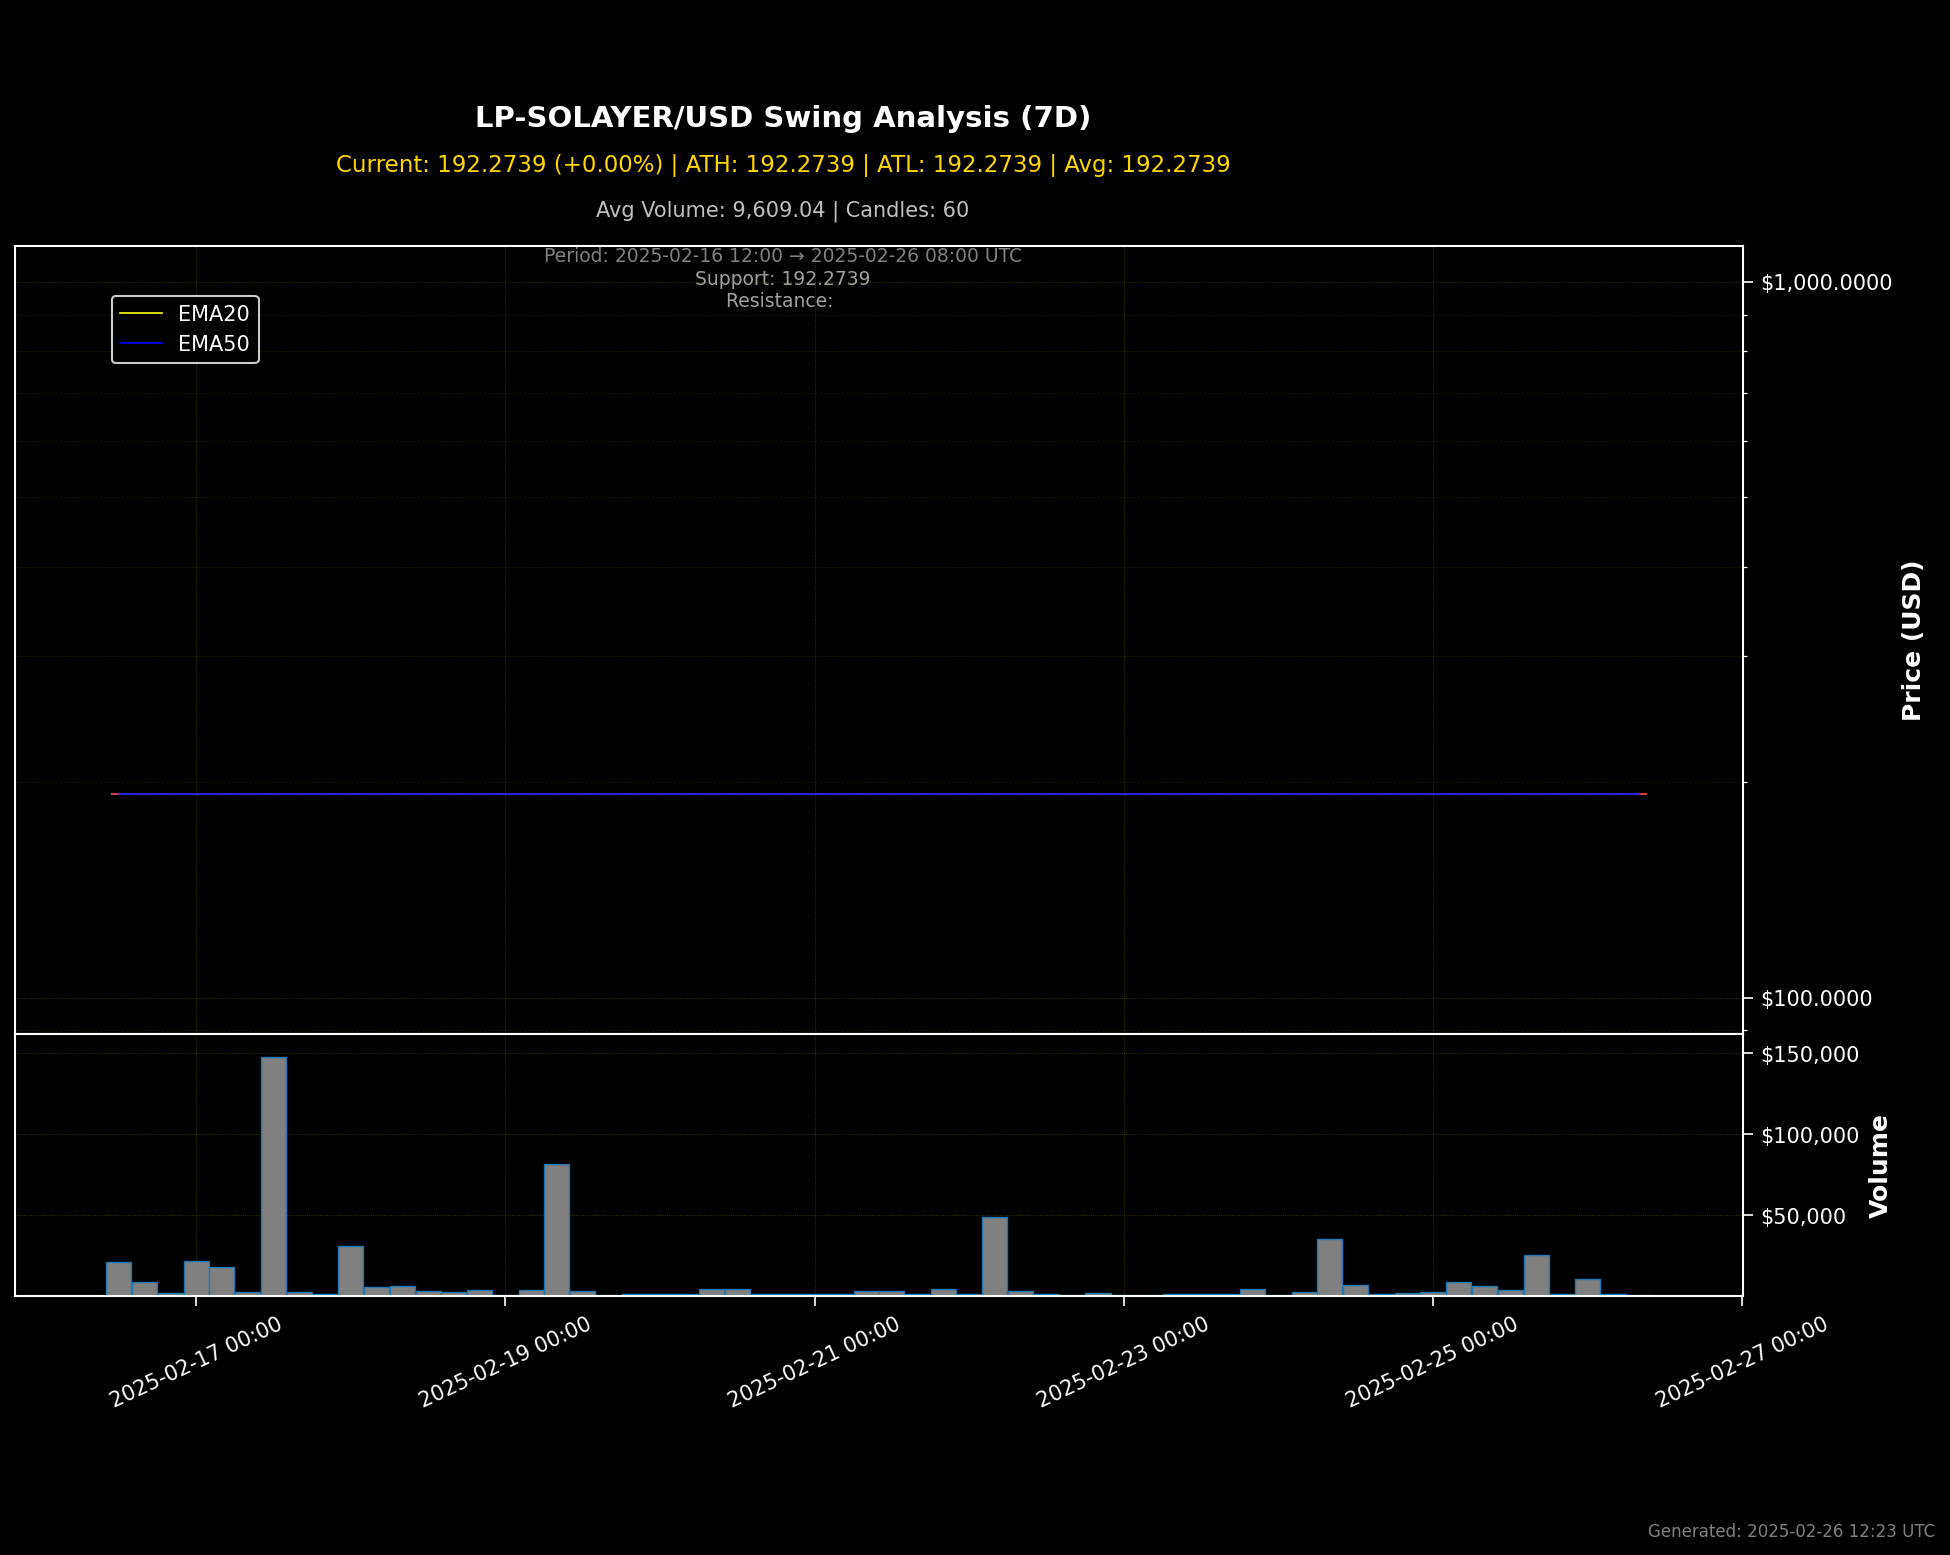 LP-SOLAYER/USD Swing Analysis (7D)
Current: 192.2739 (+0.00%) | ATH: 192.2739 | ATL: 192.2739 | Avg: 192.2739
Avg Volume: 9,609.04 | Candles: 60
Period: 2025-02-16 12:00 → 2025-02-26 08:00 UTC
Support: 192.2739
Resistance:
EMA20
EMA50
$1,000.0000
$100.0000
Price (USD)
$150,000
$100,000
$50,000
Volume
2025-02-17 00:00
2025-02-19 00:00
2025-02-21 00:00
2025-02-23 00:00
2025-02-25 00:00
2025-02-27 00:00
Generated: 2025-02-26 12:23 UTC